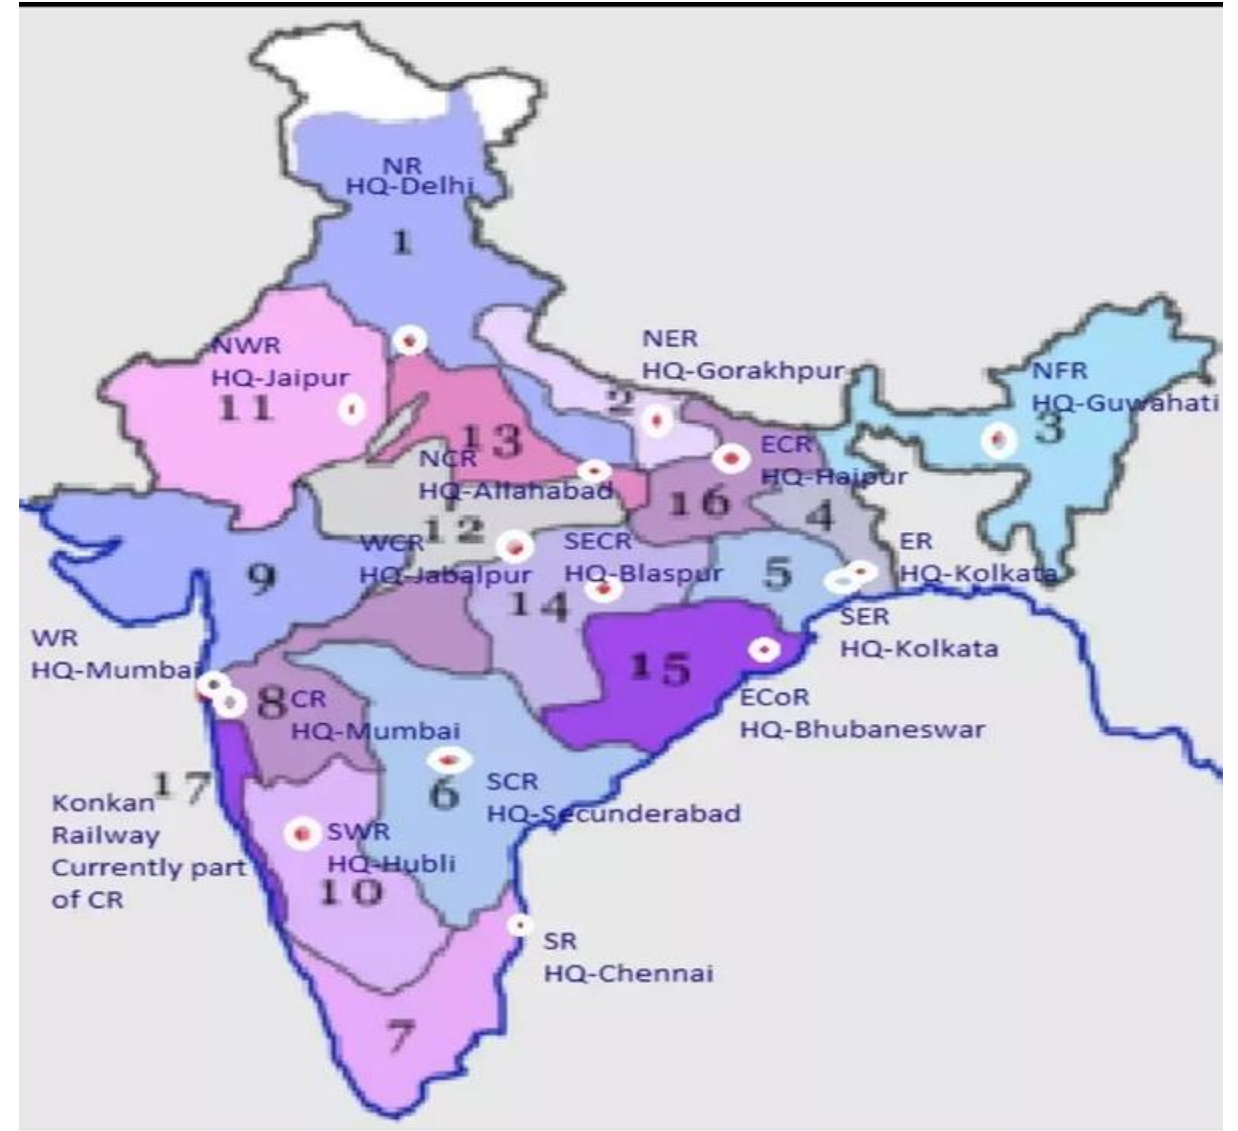 NR
HQ-Delhi
1
NWR
HQ-Jaipur
11
NER
HQ-Gorakhpur
2
NFR
HQ-Guwahati
3
13
NCR
HQ-Allahabad
ECR
HQ-Hajpur
16
4
12
WCR
HQ-Jabalpur
SECR
HQ-Blaspur
14
5
ER
HQ-Kolkata
9
SER
HQ-Kolkata
WR
HQ-Mumbai
15
8
CR
HQ-Mumbai
ECoR
HQ-Bhubaneswar
17
Konkan
Railway
Currently part
of CR
6
SCR
HQ-Secunderabad
SWR
HQ-Hubli
10
SR
HQ-Chennai
7